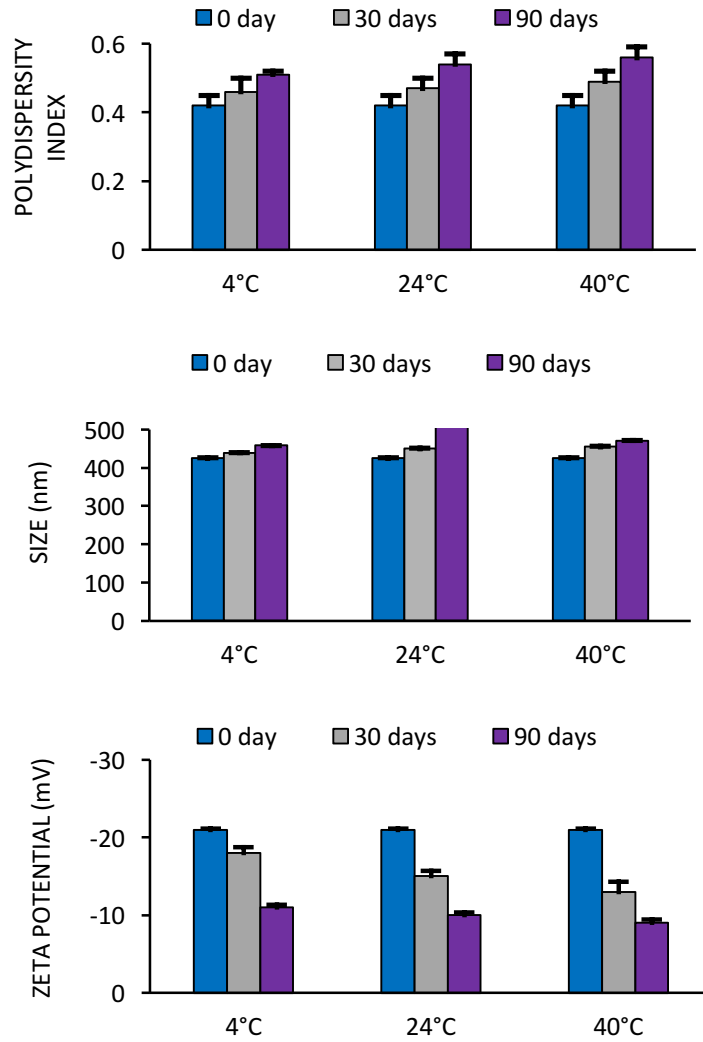 0 day 30 days 90 days
POLYDISPERSITY
INDEX
0.6
0.4
0.2
0
4°C 24°C 40°C
0 day 30 days 90 days
SIZE (nm)
500
400
300
200
100
0
4°C 24°C 40°C
0 day 30 days 90 days
ZETA POTENTIAL (mV)
-30
-20
-10
0
4°C 24°C 40°C